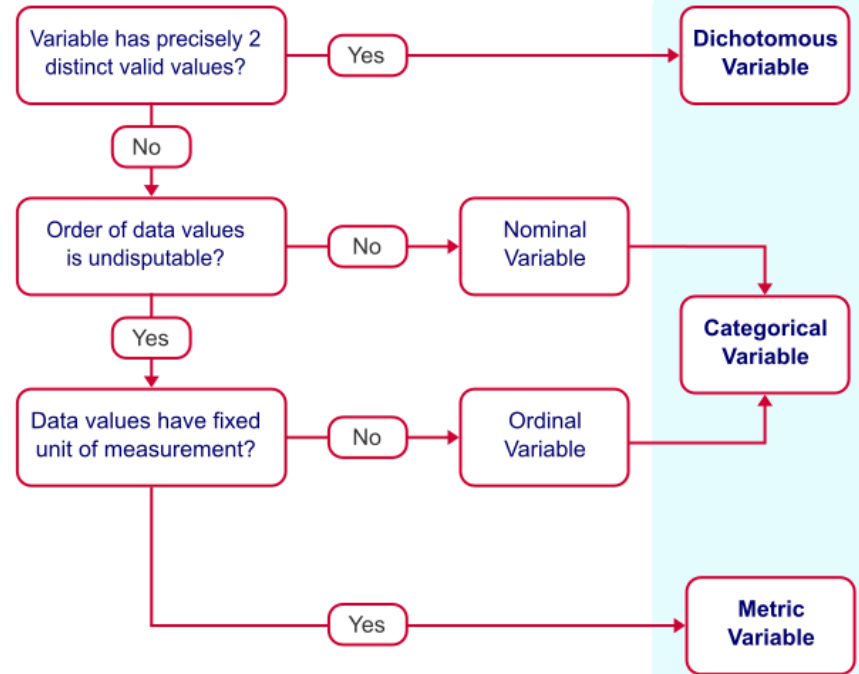 Variable has precisely 2
distinct valid values?
Yes
Dichotomous
Variable
No
Order of data values
is undisputable?
No
Nominal
Variable
Categorical
Variable
Yes
Data values have fixed
unit of measurement?
No
Ordinal
Variable
Yes
Metric
Variable